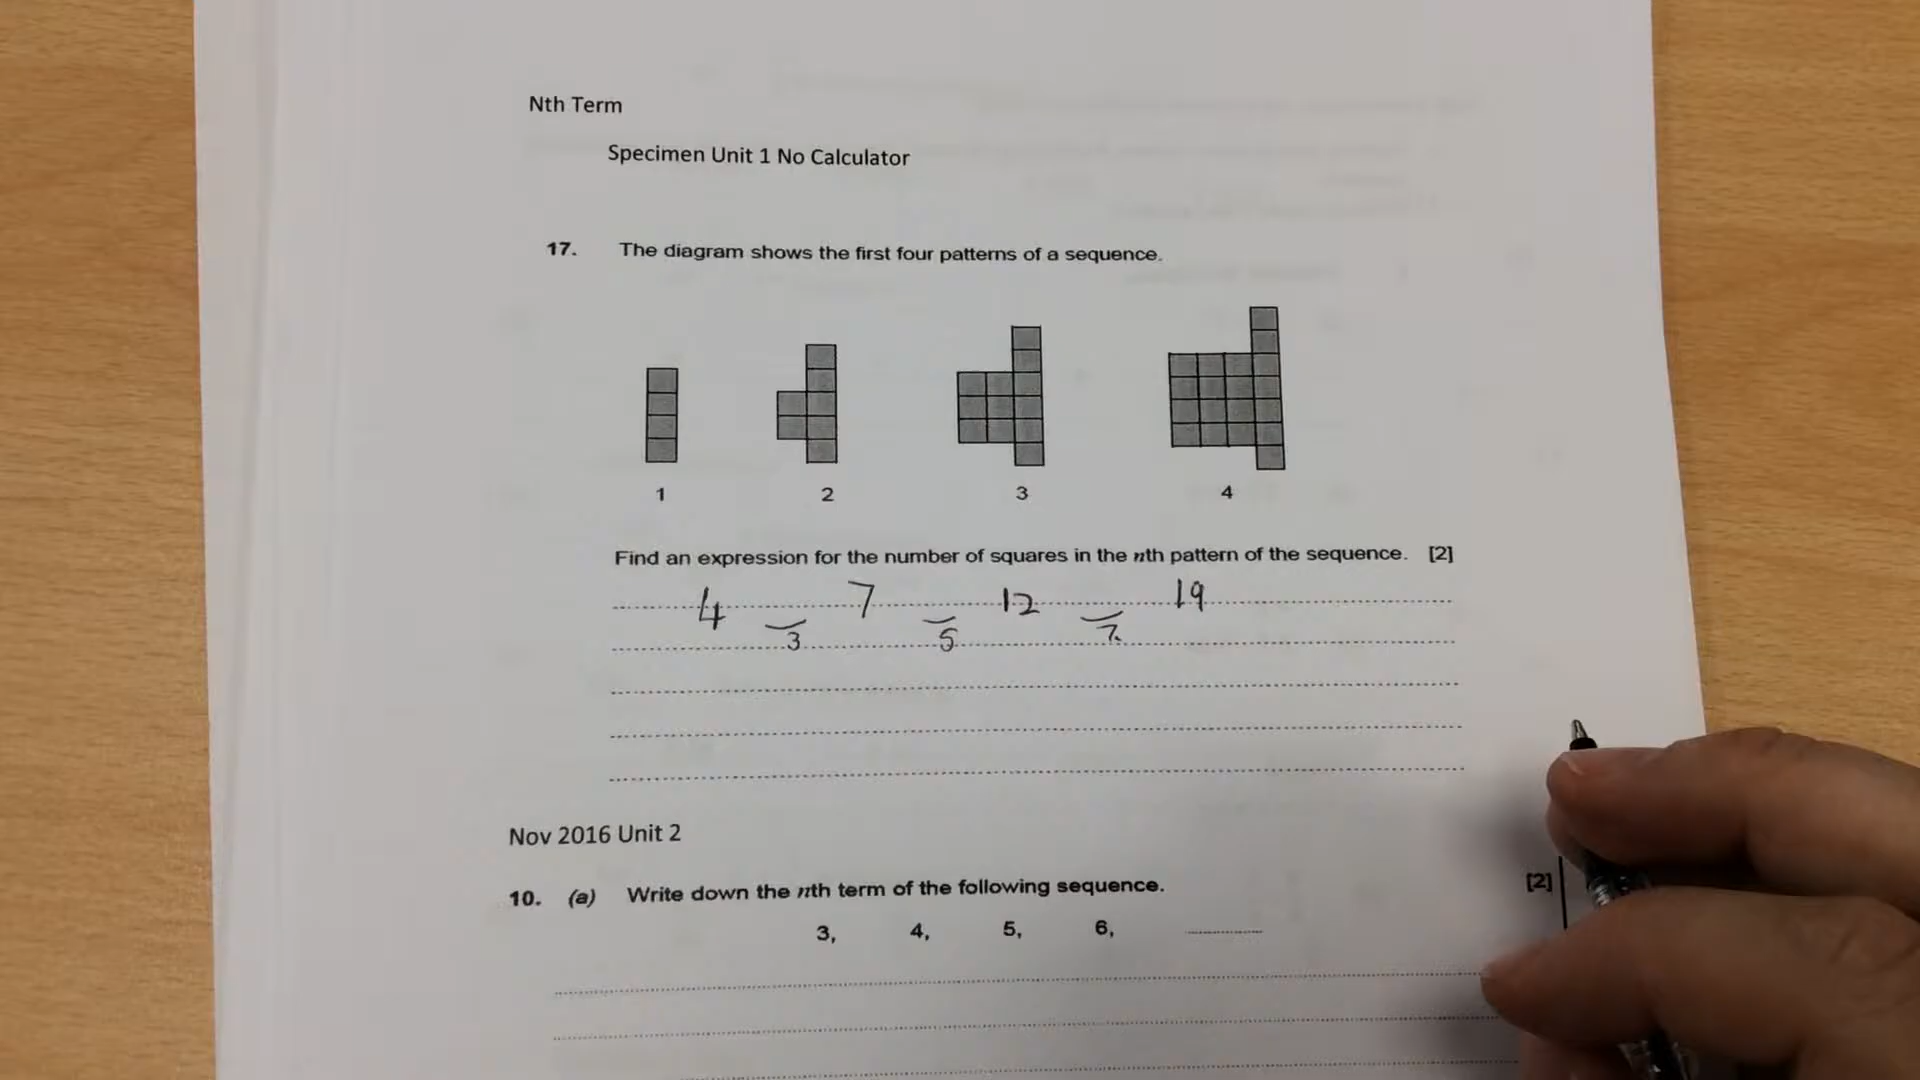 Nth Term
Specimen Unit 1 No Calculator
17. The diagram shows the first four patterns of a sequence.
1 2 3 4
Find an expression for the number of squares in the nth pattern of the sequence. [2]
4 7 12 19
3 5 7
Nov 2016 Unit 2
10. (a) Write down the nth term of the following sequence. [2]
3, 4, 5, 6, ..............